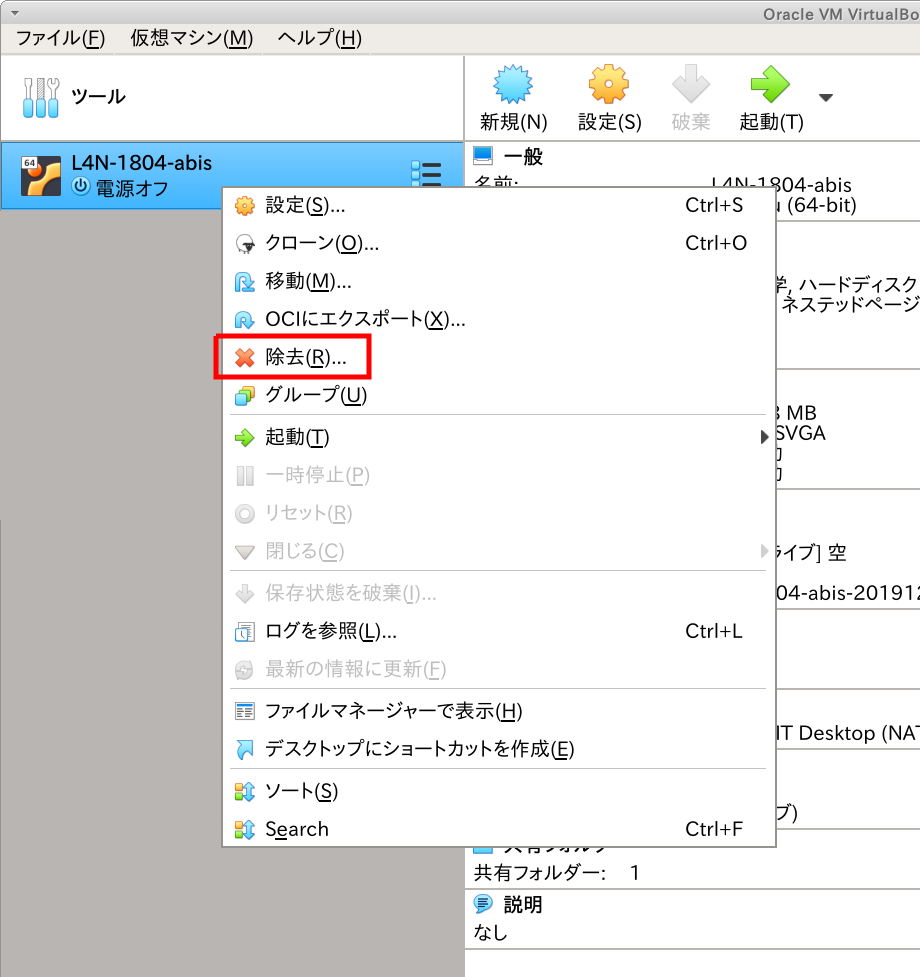 Oracle VM VirtualBo
ファイル(F) 仮想マシン(M) ヘルプ(H)
ツール
新規(N) 設定(S) 破棄 起動(T)
64
L4N-1804-abis
電源オフ
一般
名前: L4N-1804-abis
(64-bit)
設定(S)... Ctrl+S
クローン(O)... Ctrl+O
移動(M)...
OCIにエクスポート(X)...
除去(R)...
グループ(U)
起動(T)
一時停止(P)
リセット(R)
閉じる(C)
保存状態を破棄(J)...
ログを参照(L)... Ctrl+L
最新の情報に更新(F)
ファイルマネージャーで表示(H)
デスクトップにショートカットを作成(E)
ソート(S)
Search Ctrl+F
, ハードディスク
ネステッドページ
MB
SVGA
イブ] 空
04-abis-20191
IT Desktop (NA
ブ)
共有フォルダー
共有フォルダー: 1
説明
なし